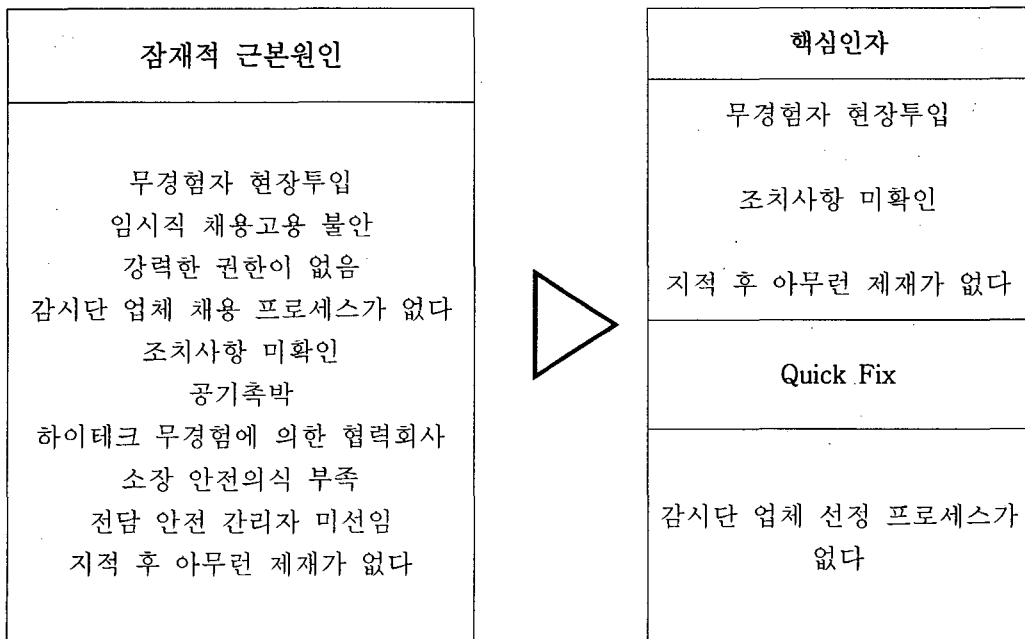 잠재적 근본원인
무경험자 현장투입
임시직 채용고용 불안
강력한 권한이 없음
감시단 업체 채용 프로세스가 없다
조치사항 미확인
공기촉박
하이테크 무경험에 의한 협력회사
소장 안전의식 부족
전담 안전 간리자 미선임
지적 후 아무런 제재가 없다
핵심인자
무경험자 현장투입
조치사항 미확인
지적 후 아무런 제재가 없다
Quick Fix
감시단 업체 선정 프로세스가
없다